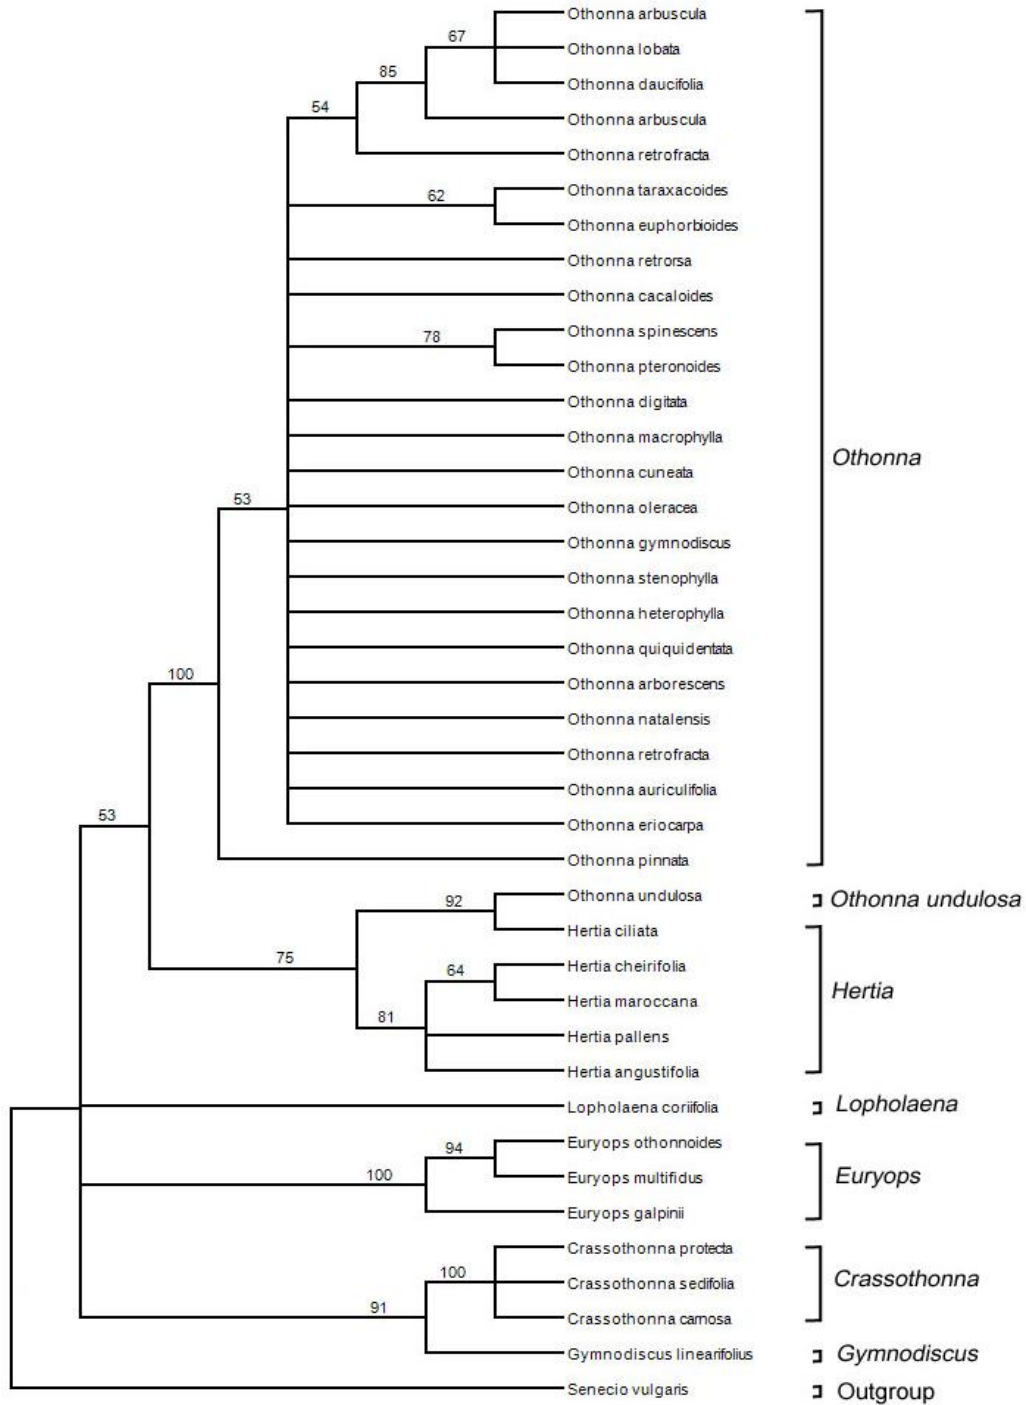 Othonna arbuscula
67
Othonna lobata
85
Othonna daucifolia
54
Othonna arbuscula
Othonna retrofracta
Othonna taraxacoides
62
Othonna euphorbioides
Othonna retrorsa
Othonna cacaloides
Othonna spinescens
78
Othonna pteronoides
Othonna digitata
Othonna macrophylla
Othonna
Othonna cuneata
53
Othonna oleracea
Othonna gymnodiscus
Othonna stenophylla
Othonna heterophylla
Othonna quiquidentata
100
Othonna arborescens
Othonna natalensis
Othonna retrofracta
Othonna auriculifolia
53
Othonna eriocarpa
Othonna pinnata
Othonna undulosa
92
Othonna undulosa
Hertia ciliata
75
Hertia cheirifolia
64
Hertia
Hertia maroccana
81
Hertia pallens
Hertia angustifolia
Lopholaena coriifolia
Lopholaena
Euryops othonnoides
94
100
Euryops multifidus
Euryops
Euryops galpinii
Crassothonna protecta
100
Crassothonna sedifolia
Crassothonna
91
Crassothonna carnosa
Gymnodiscus linearifolius
Gymnodiscus
Senecio vulgaris
Outgroup